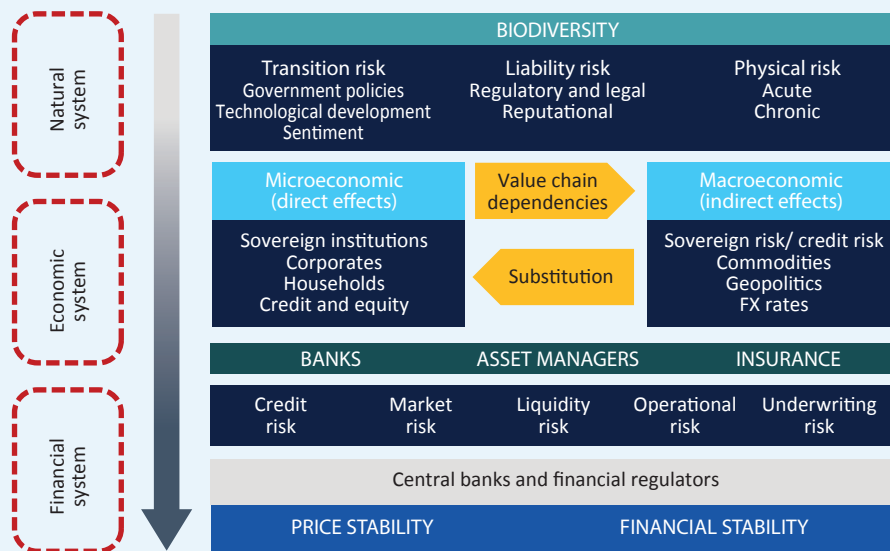 Natural
system
Economic
system
Financial
system
BIODIVERSITY
Transition risk
Government policies
Technological development
Sentiment
Liability risk
Regulatory and legal
Reputational
Physical risk
Acute
Chronic
Microeconomic
(direct effects)
Value chain
dependencies
Macroeconomic
(indirect effects)
Sovereign institutions
Corporates
Households
Credit and equity
Substitution
Sovereign risk/ credit risk
Commodities
Geopolitics
FX rates
BANKS
ASSET MANAGERS
INSURANCE
Credit
risk
Market
risk
Liquidity
risk
Operational
risk
Underwriting
risk
Central banks and financial regulators
PRICE STABILITY
FINANCIAL STABILITY